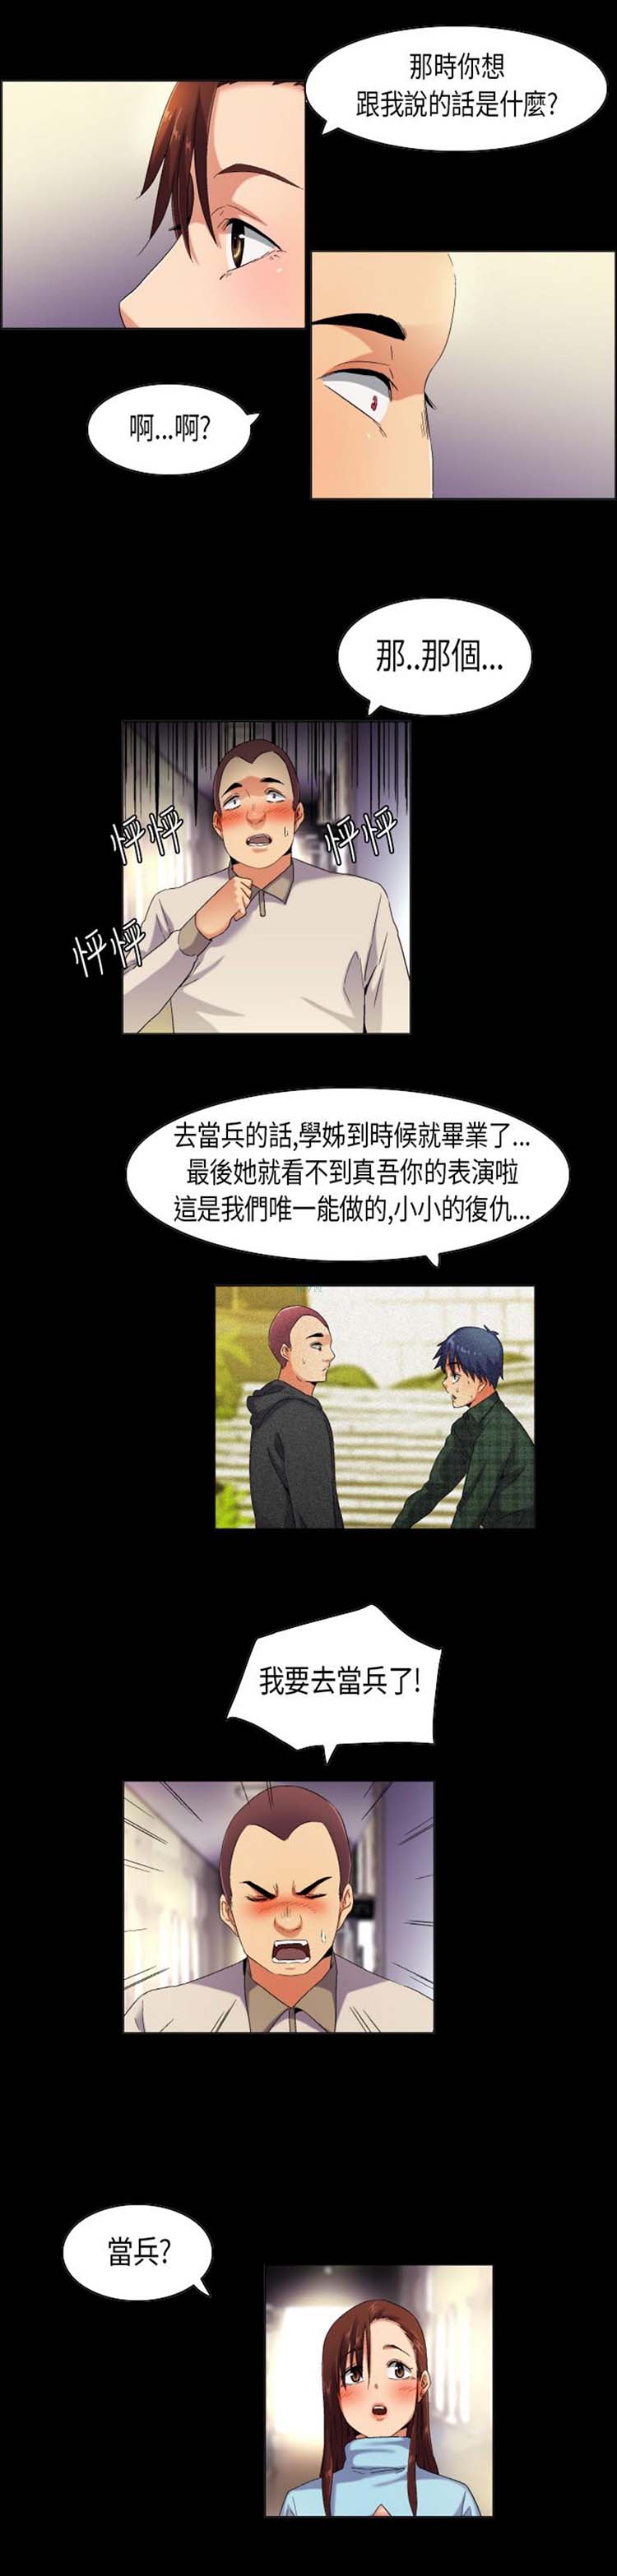 那時你想
跟我說的話是什麼?
啊...啊?
那..那個...
怦怦
怦怦
怦怦
去當兵的話,學姊到時候就畢業了...
最後她就看不到真吾你的表演啦
這是我們唯一能做的,小小的復仇...
我要去當兵了!
當兵?